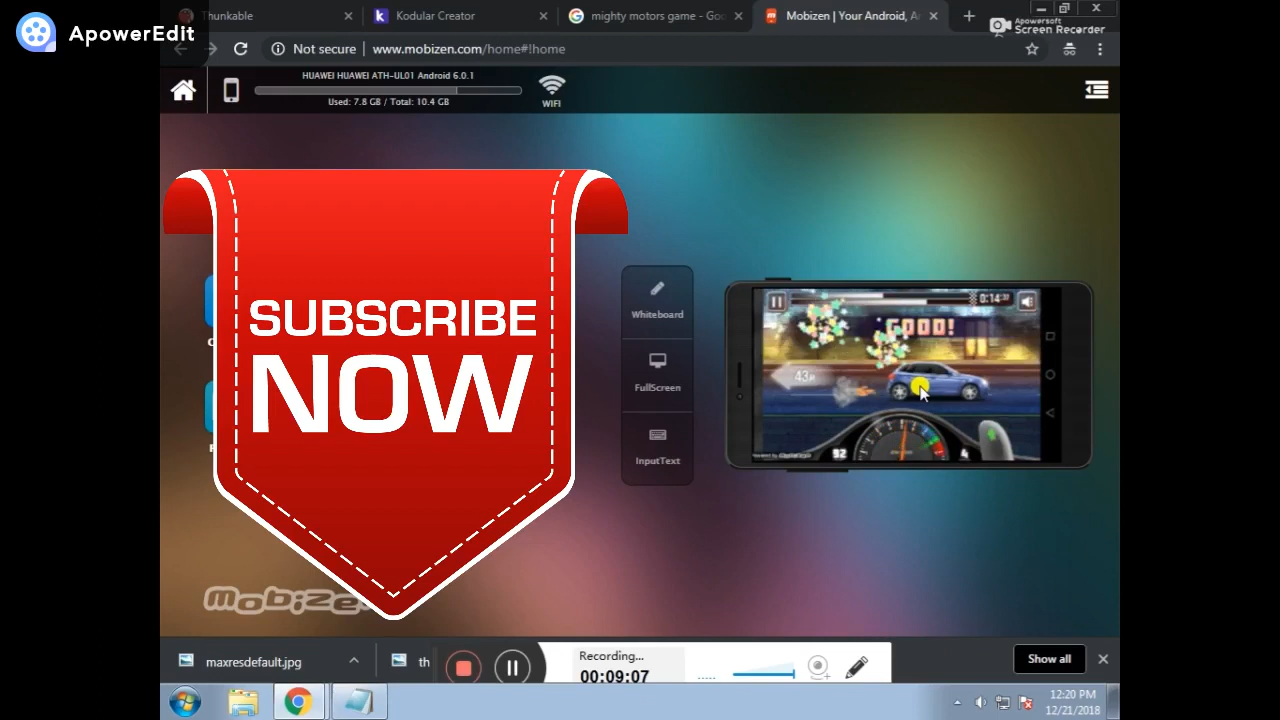 ApowerEdit
Thunkable
Kodular Creator
mighty motors game - Goo
Mobizen | Your Android, A
Apowersoft
Screen Recorder
Not secure | www.mobizen.com/home#!home
HUAWEI HUAWEI ATH-UL01 Android 6.0.1
Used: 7.8 GB / Total: 10.4 GB
WIFI
SUBSCRIBE
NOW
Whiteboard
FullScreen
InputText
0:14
GOOD!
43
92
4
Mobize
maxresdefault.jpg
th
Recording...
00:09:07
Show all
12:20 PM
12/21/2018